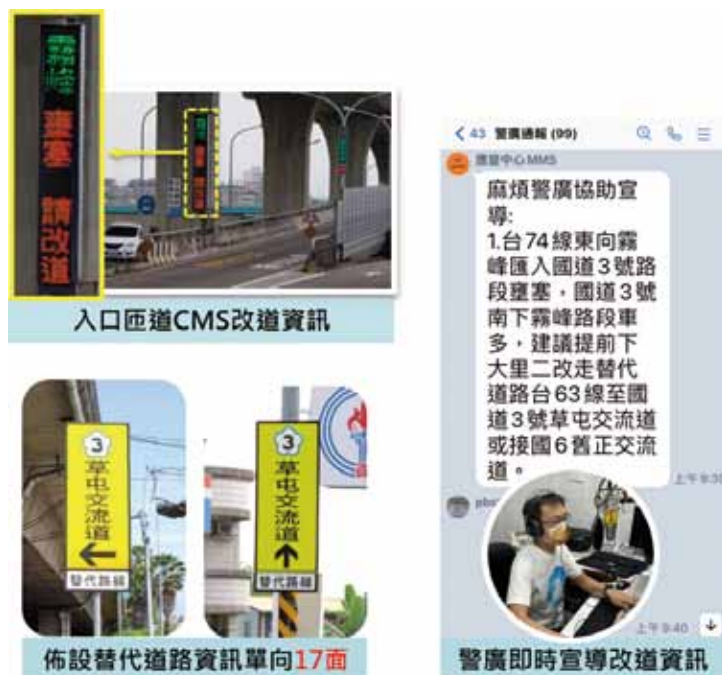 霧峰
壅塞
請改道
入口匝道CMS改道資訊
3
草屯交流道
替代路線
3
草屯交流道
替代路線
佈設替代道路資訊單向17面
43 警廣通報 (99)
應變中心MMS
麻煩警廣協助宣
導:
1.台74線東向霧
峰匯入國道3號路
段壅塞，國道3號
南下霧峰路段車
多，建議提前下
大里二改走替代
道路台63線至國
道3號草屯交流道
或接國6舊正交流
道。
上午9:40
警廣即時宣導改道資訊